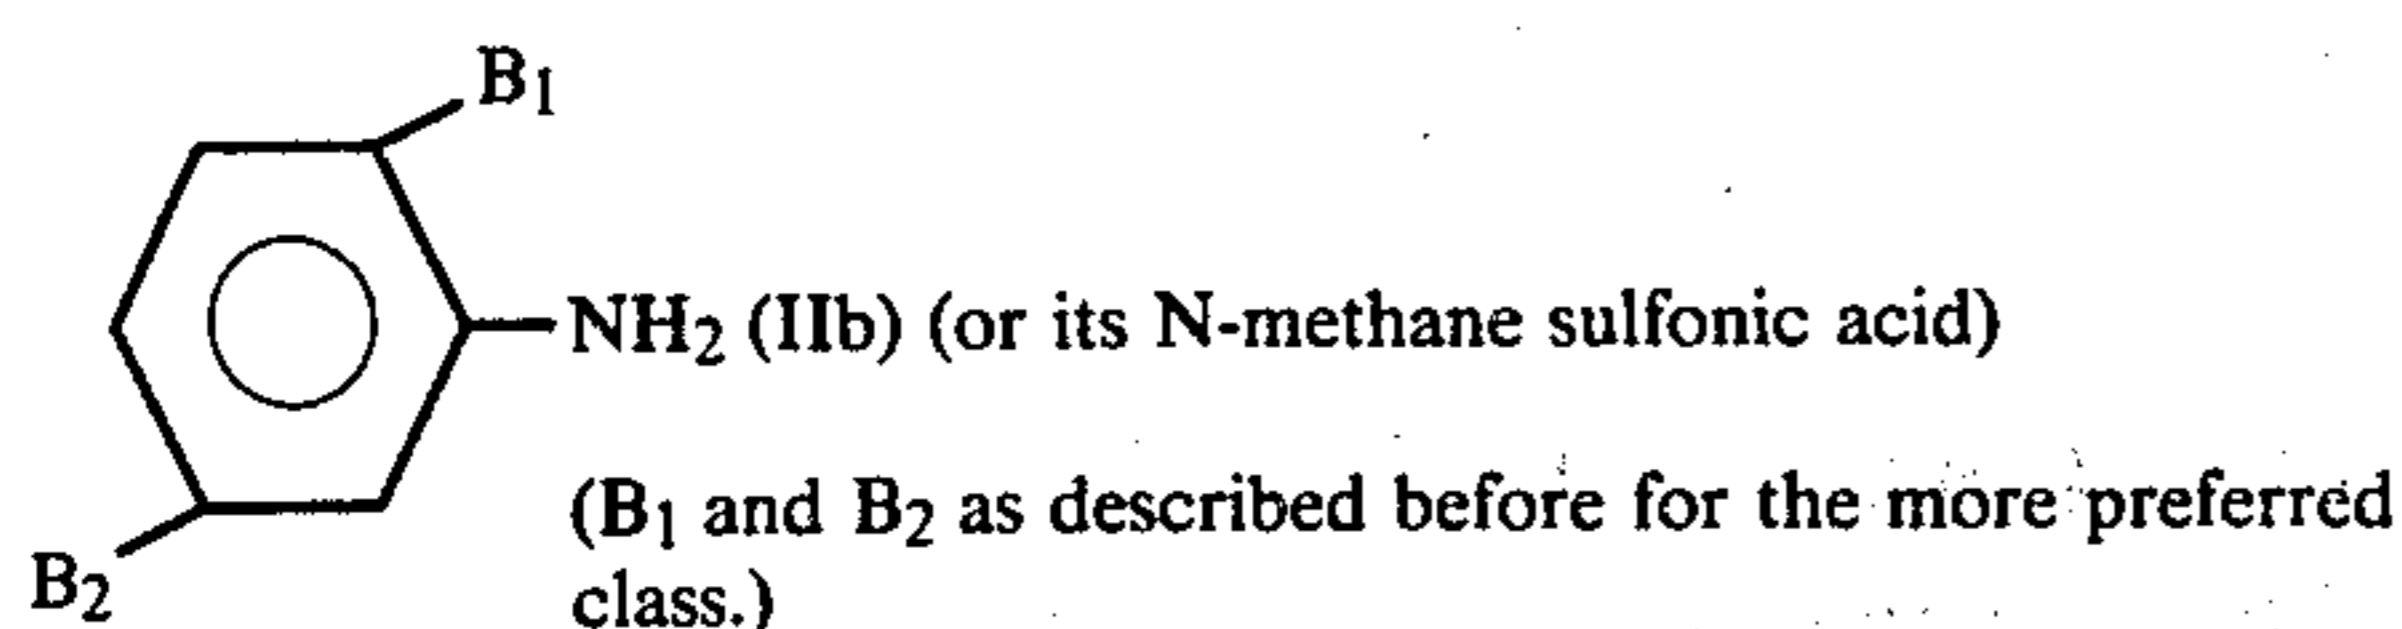 B1
NH2 (IIb) (or its N-methane sulfonic acid)
(B1 and B2 as described before for the more preferred
B2
class.)